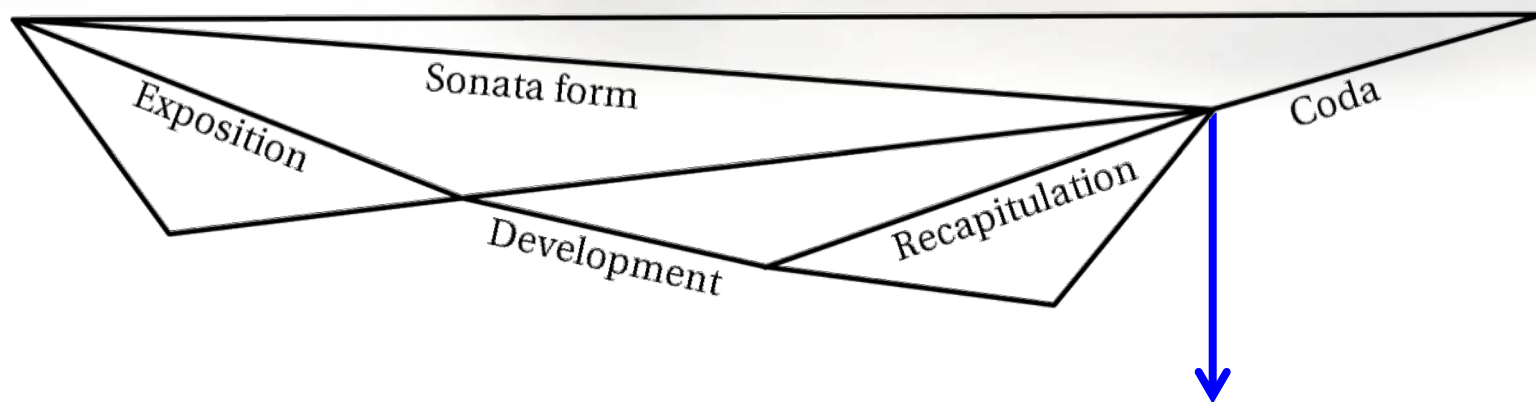 Sonata form
Exposition
Coda
Recapitulation
Development